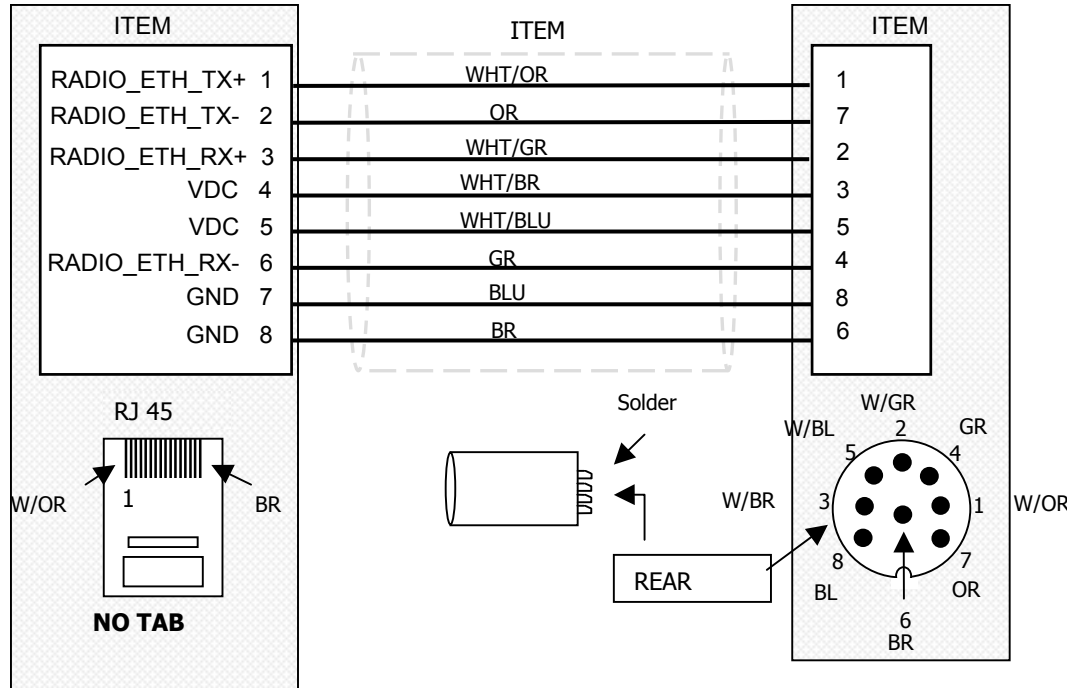 ITEM
ITEM
ITEM
RADIO_ETH_TX+ 1 WHT/OR 1
RADIO_ETH_TX- 2 OR 7
RADIO_ETH_RX+ 3 WHT/GR 2
VDC 4 WHT/BR 3
VDC 5 WHT/BLU 5
RADIO_ETH_RX- 6 GR 4
GND 7 BLU 8
GND 8 BR 6
RJ 45
W/OR
1
BR
NO TAB
Solder
REAR
W/GR
W/BL
2
GR
5
4
W/BR
3
1
W/OR
8
7
BL
OR
6
BR